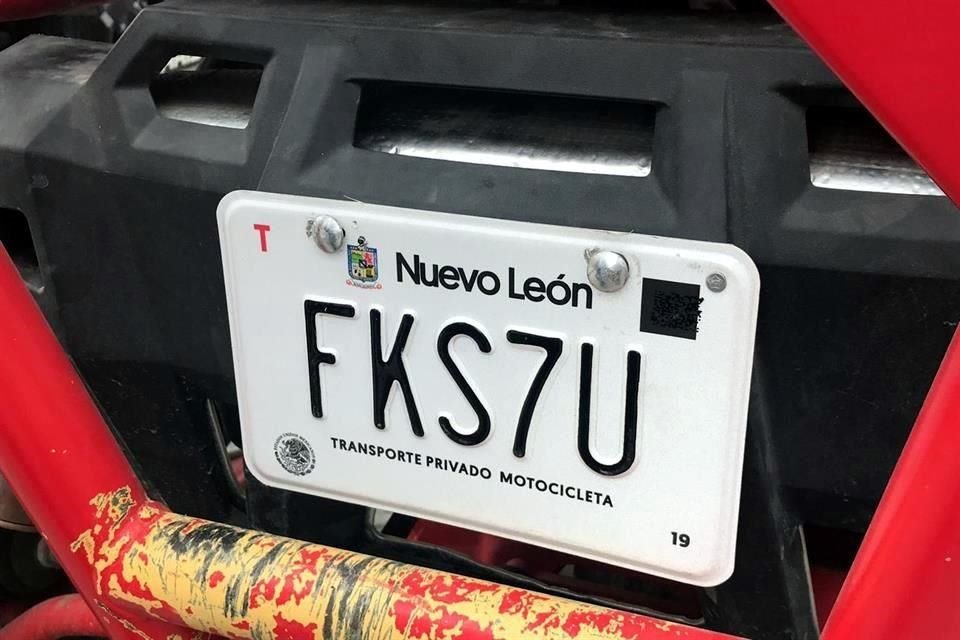 T
Nuevo León
FKS7U
TRANSPORTE PRIVADO MOTOCICLETA
19